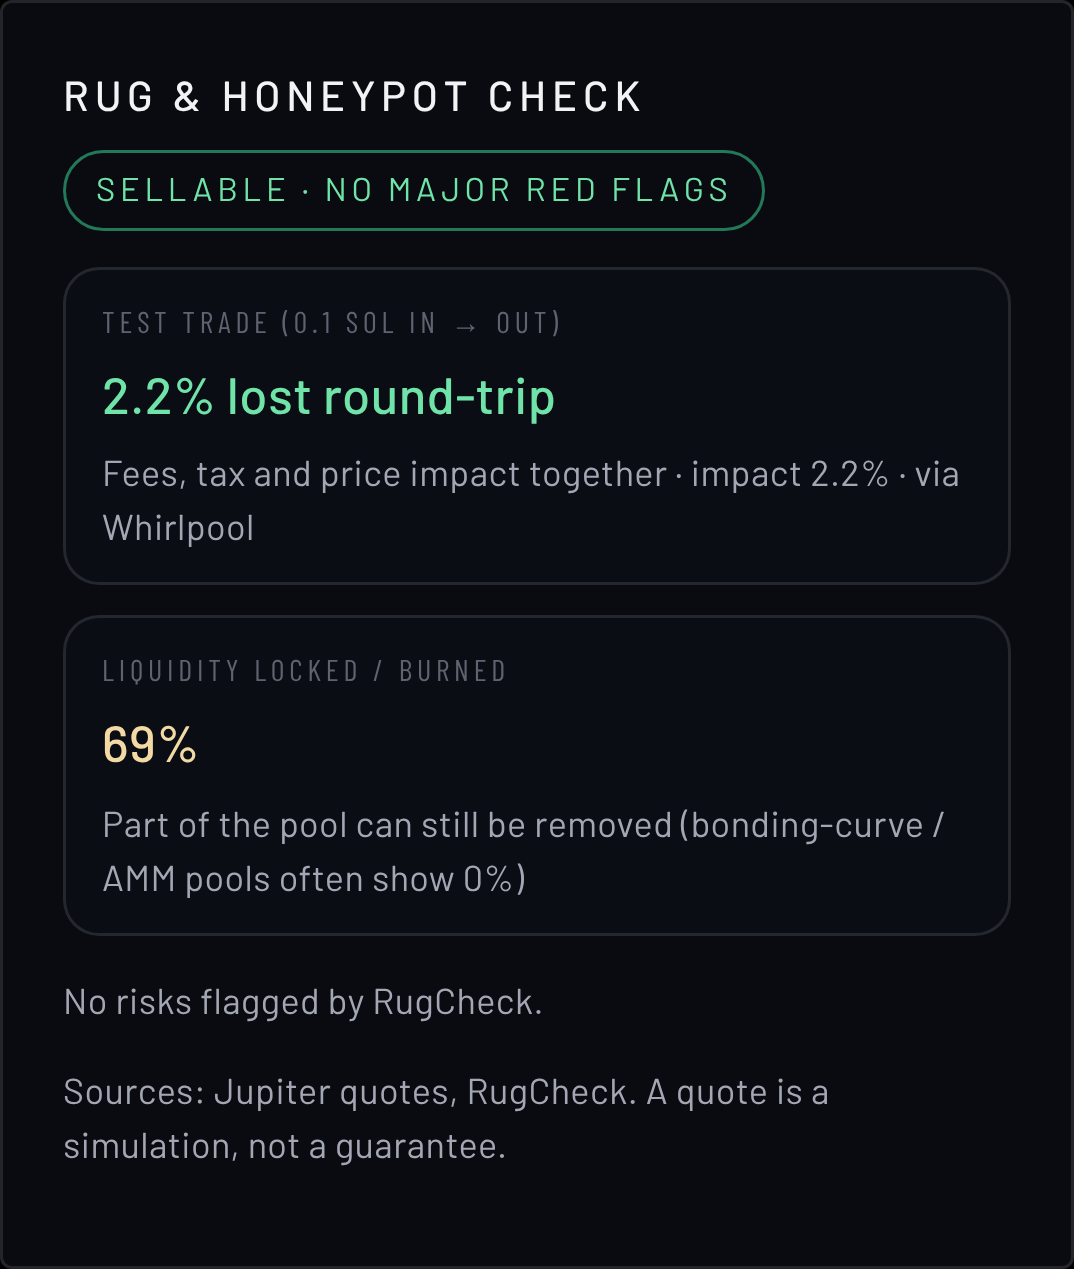 RUG & HONEYPOT CHECK
SELLABLE · NO MAJOR RED FLAGS
TEST TRADE (0.1 SOL IN → OUT)
2.2% lost round-trip
Fees, tax and price impact together · impact 2.2% · via
Whirlpool
LIQUIDITY LOCKED / BURNED
69%
Part of the pool can still be removed (bonding-curve /
AMM pools often show 0%)
No risks flagged by RugCheck.
Sources: Jupiter quotes, RugCheck. A quote is a
simulation, not a guarantee.